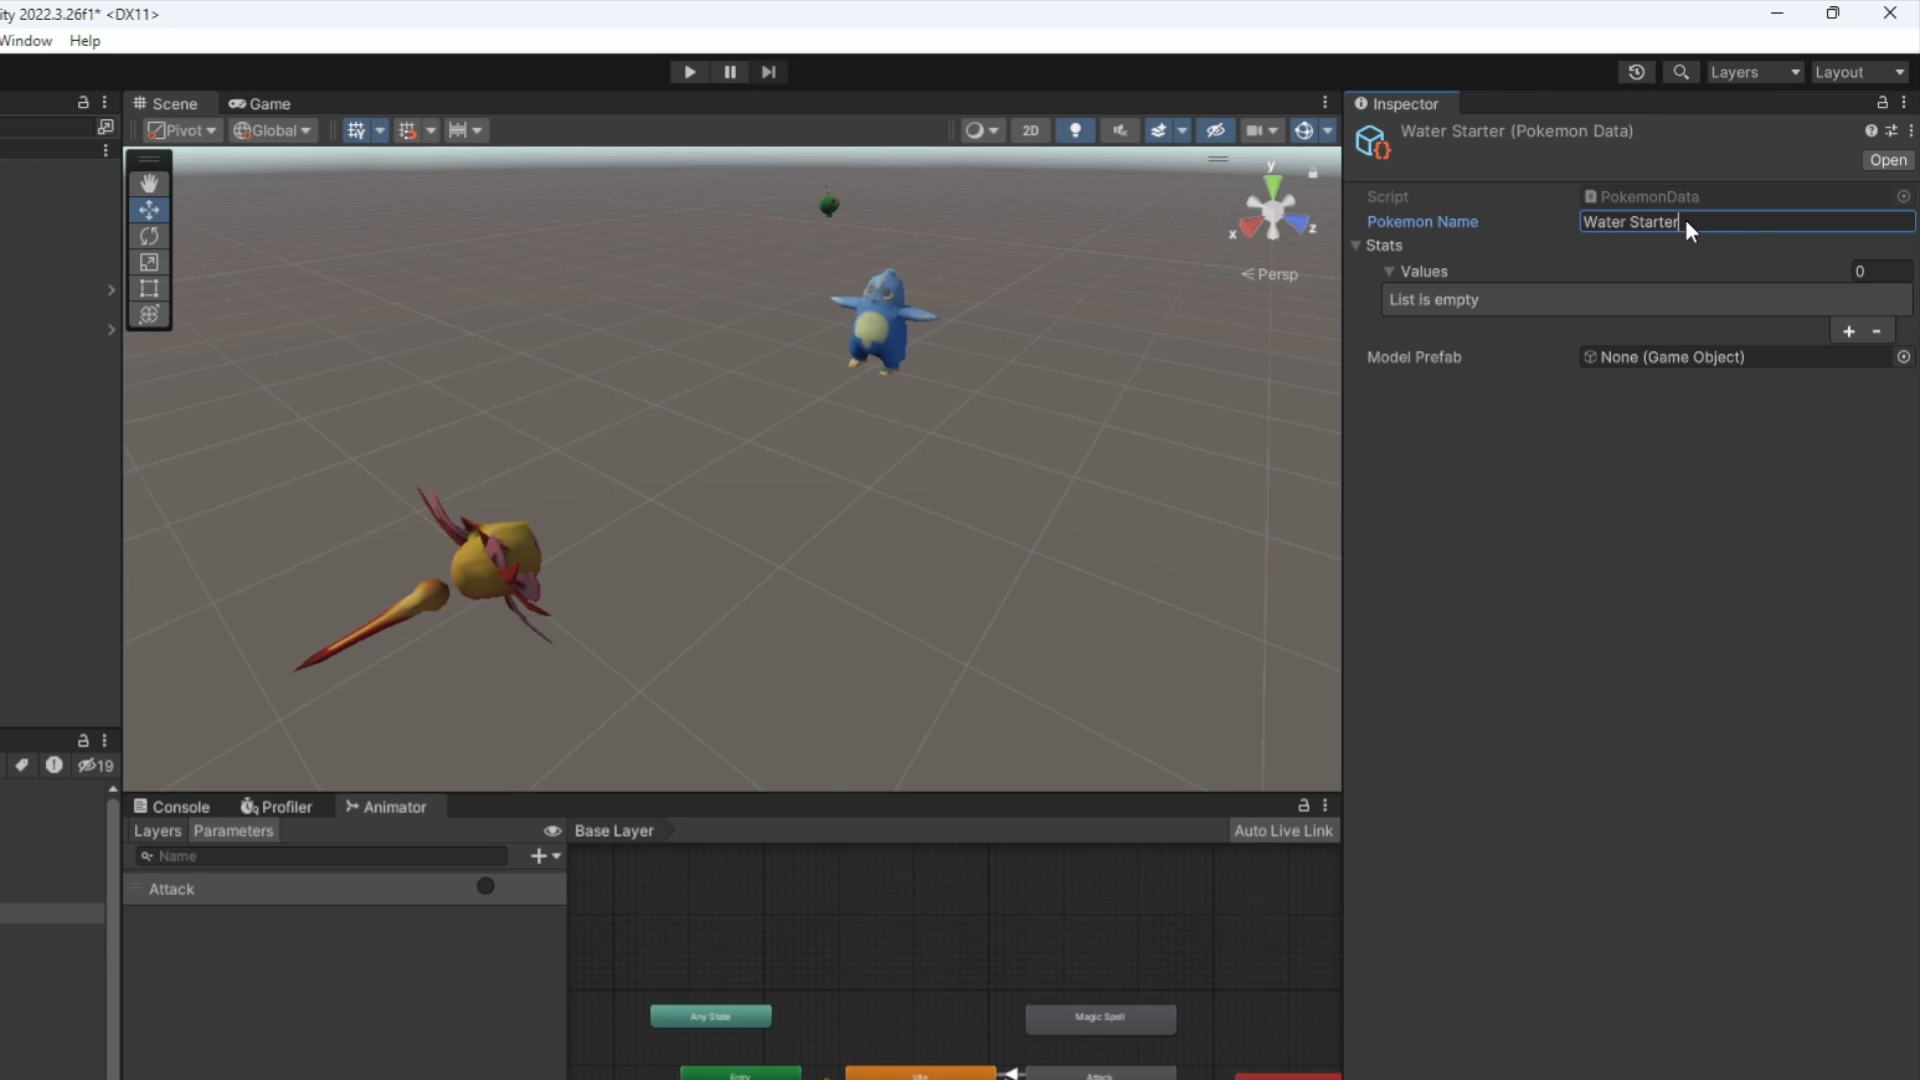 ity 2022.3.26f1* <DX11>
Window Help
Layers Layout
Scene Game
Inspector
Pivot Global 2D
Water Starter (Pokemon Data)
Open
Script PokemonData
Pokemon Name Water Starter
Stats
Values 0
List is empty
+ -
Model Prefab None (Game Object)
y
x z
< Persp
19
Console Profiler Animator
Layers Parameters Base Layer Auto Live Link
Name
Attack
Any State Magic Spell
Entry Idle Attack